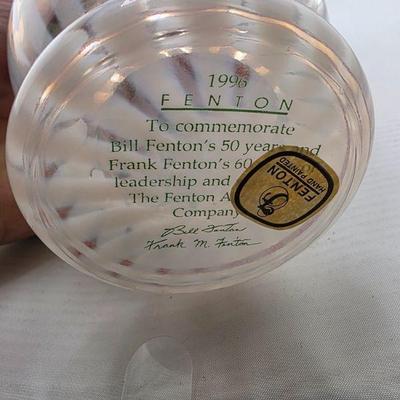 1996
FENTON
To commemorate
Bill Fenton's 50 years and
Frank Fenton's 60
leadership and
The Fenton A
Company
Bill Fenton
Frank M. Fenton
FENTON
HAND PAINTED